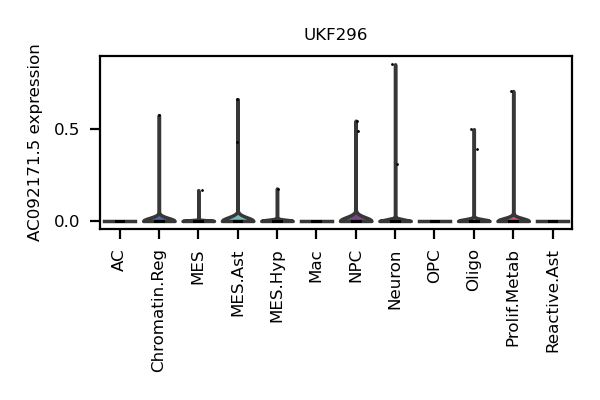 UKF296
AC092171.5 expression
0.5
0.0
AC
Chromatin.Reg
MES
MES.Ast
MES.Hyp
Mac
NPC
Neuron
OPC
Oligo
Prolif.Metab
Reactive.Ast